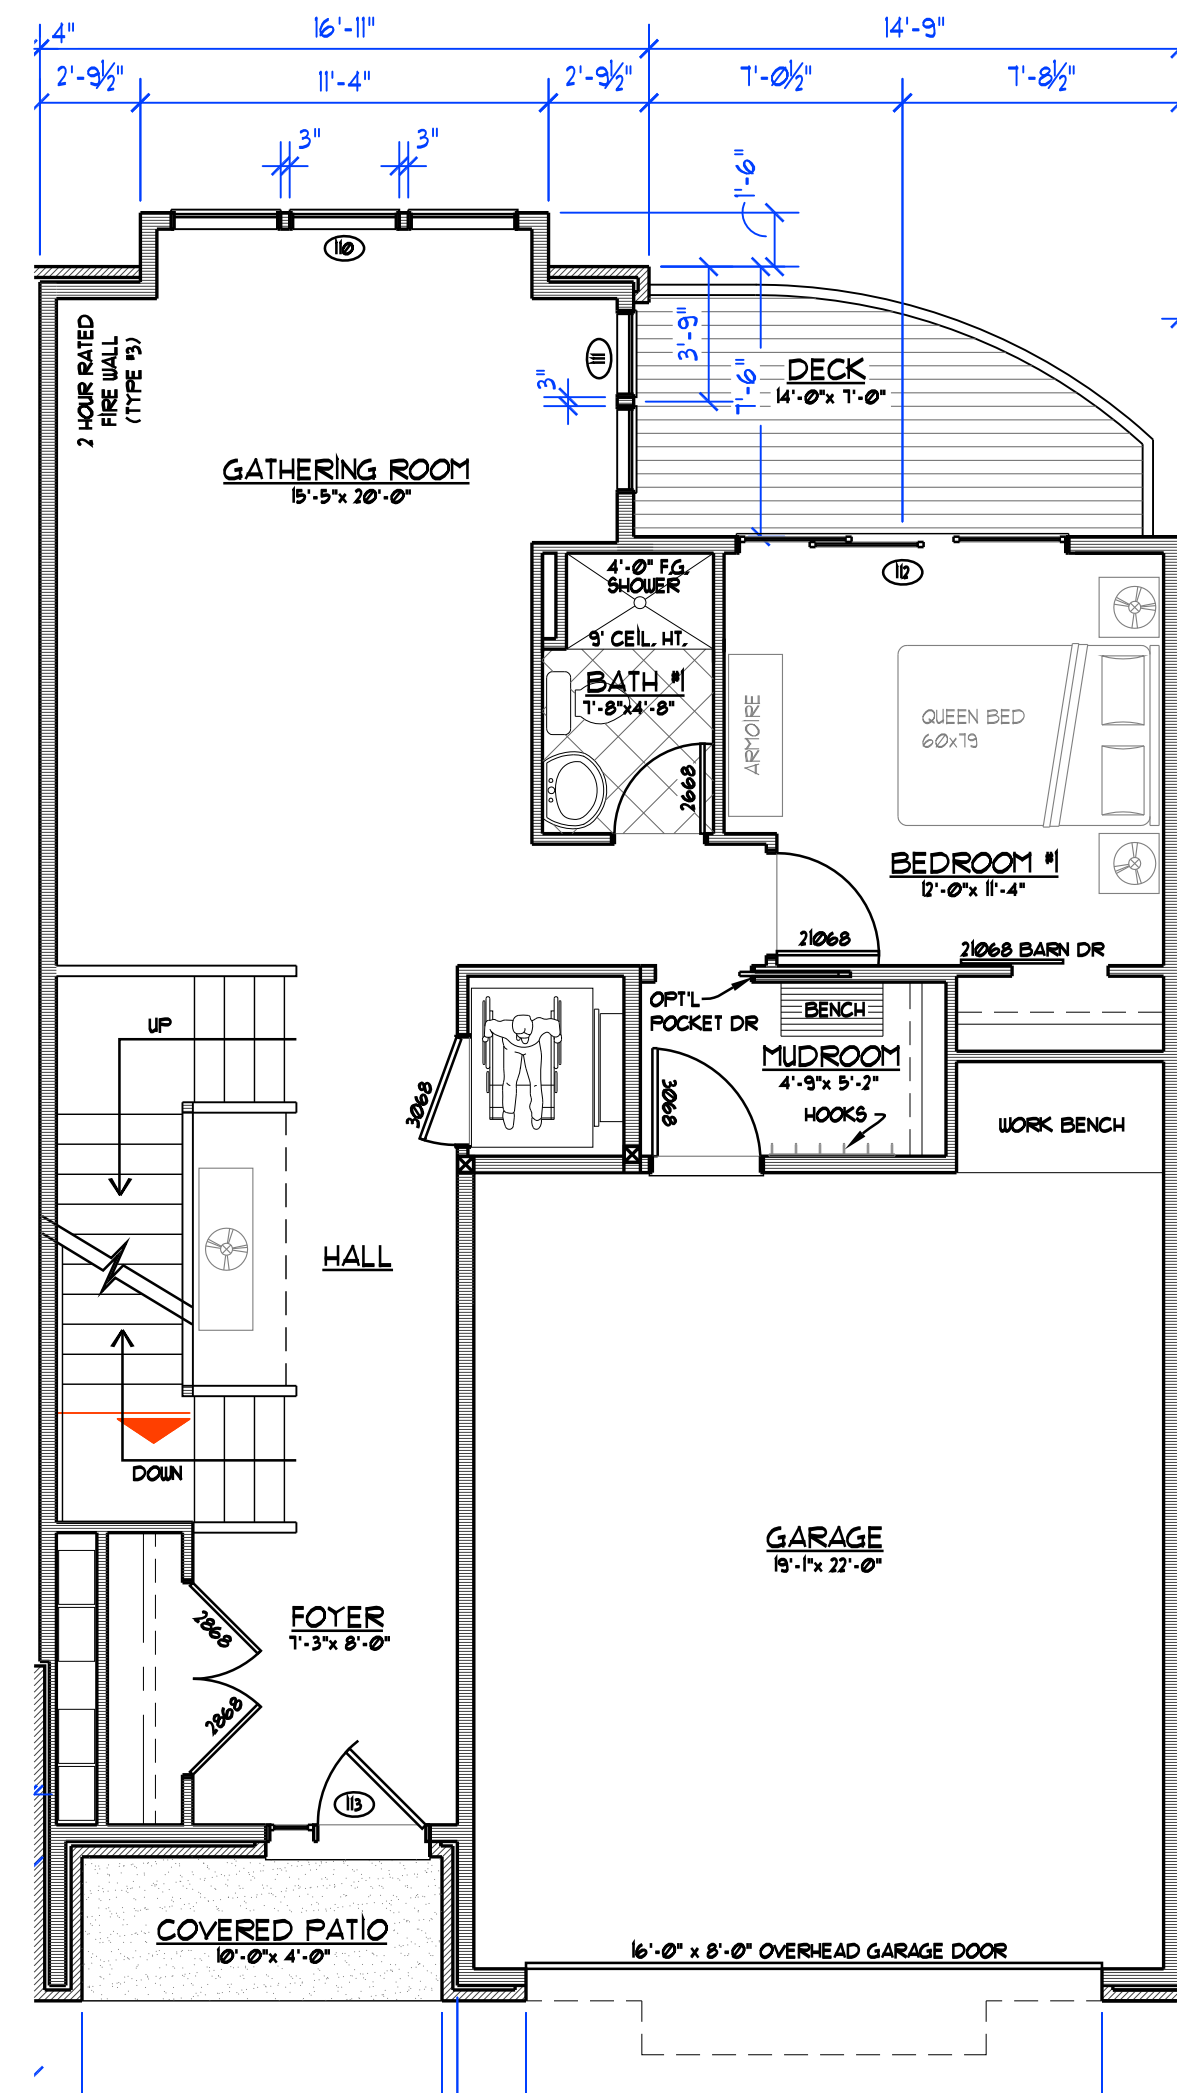 4"
16'-11"
14'-9"
2'-9½"
11'-4"
2'-9½"
7'-0½"
7'-8½"
3"
3"
1'-6"
110
2 HOUR RATED
FIRE WALL
(TYPE #3)
111
3"
3'-9"
7'-6"
DECK
14'-0"x 7'-0"
GATHERING ROOM
15'-5"x 20'-0"
4'-0" F.G.
SHOWER
112
9' CEIL. HT.
BATH #1
7'-8"x4'-8"
ARMOIRE
QUEEN BED
60x79
2668
BEDROOM #1
12'-0"x 11'-4"
21068
21068 BARN DR
OPT'L
POCKET DR
BENCH
UP
MUDROOM
4'-9"x 5'-2"
3068
3068
HOOKS
WORK BENCH
HALL
DOWN
GARAGE
19'-1"x 22'-0"
FOYER
7'-3"x 8'-0"
2868
2868
113
COVERED PATIO
10'-0"x 4'-0"
16'-0" x 8'-0" OVERHEAD GARAGE DOOR